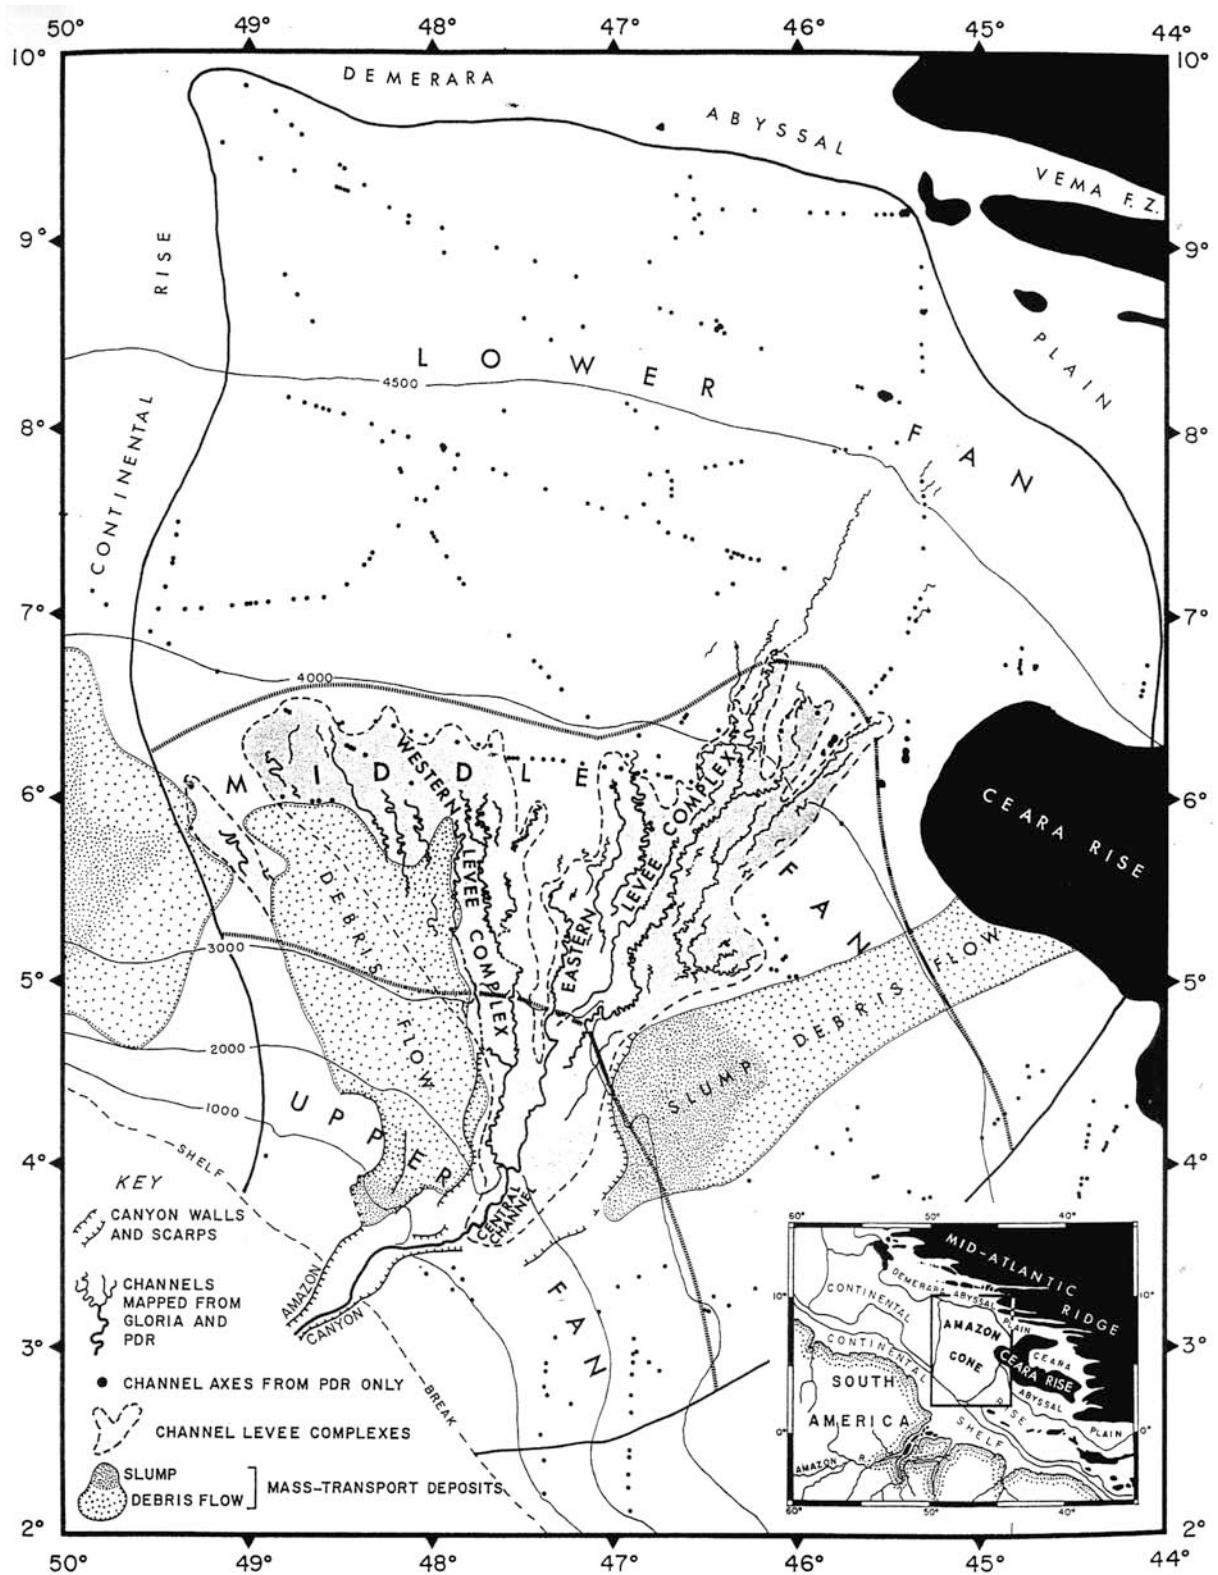 50° 49° 48° 47° 46° 45° 44°
10° 10°
DEMERARA
ABYSSAL
VEMA F. Z.
9° 9°
RISE
PLAIN
LOWER
4500
FAN
8° 8°
CONTINENTAL
7° 7°
4000
MIDDLE
WESTERN
LEVEE COMPLEX
EASTERN
LEVEE COMPLEX
FAN
6° 6°
CEARA RISE
DEBRIS
FLOW
3000
5° 5°
SLUMP DEBRIS FLOW
2000
1000
UPPER
SHELF
4° 4°
CENTRAL
CHANNEL
FAN
AMAZON
CANYON
BREAK
3° 3°
2° 2°
KEY
CANYON WALLS
AND SCARPS
CHANNELS
MAPPED FROM
GLORIA AND
PDR
CHANNEL AXES FROM PDR ONLY
CHANNEL LEVEE COMPLEXES
SLUMP
DEBRIS FLOW
MASS-TRANSPORT DEPOSITS
60° 50° 40°
MID-ATLANTIC
RIDGE
DEMERARA ABYSSAL
PLAIN
10° 10°
CONTINENTAL
CONTINENTAL
AMAZON
CONE
CEARA
CEARA RISE
ABYSSAL
PLAIN
SOUTH
AMERICA
RISE
SHELF
0° 0°
AMAZON R.
60° 50° 40°
50° 49° 48° 47° 46° 45° 44°